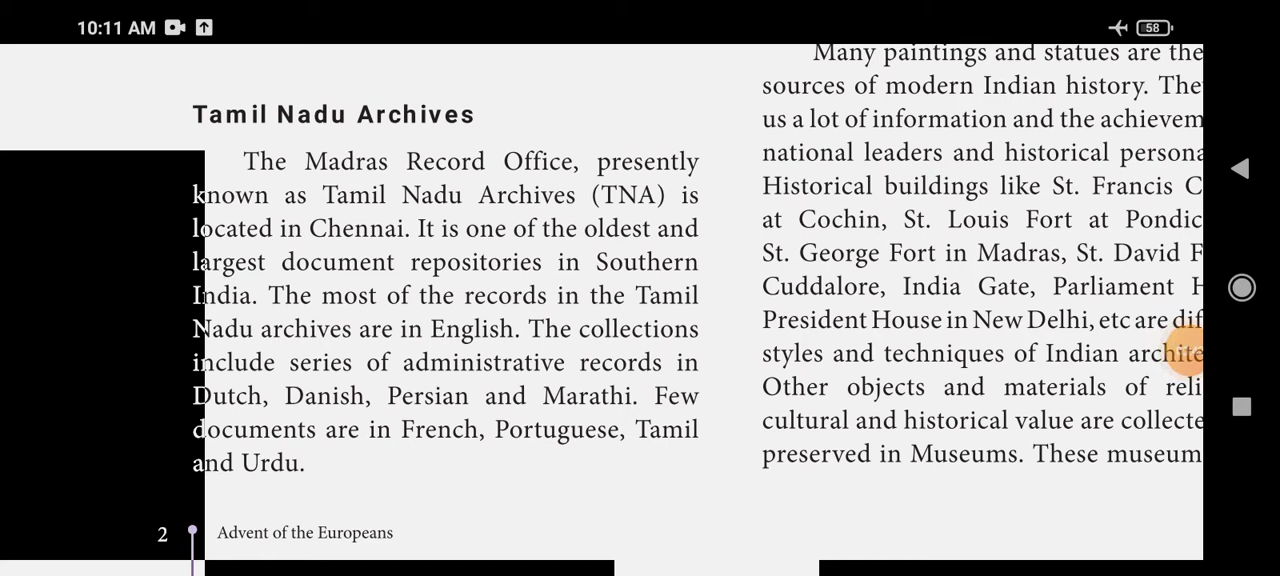 10:11 AM
58
Tamil Nadu Archives
The Madras Record Office, presently
known as Tamil Nadu Archives (TNA) is
located in Chennai. It is one of the oldest and
largest document repositories in Southern
India. The most of the records in the Tamil
Nadu archives are in English. The collections
include series of administrative records in
Dutch, Danish, Persian and Marathi. Few
documents are in French, Portuguese, Tamil
and Urdu.
2
Advent of the Europeans
Many paintings and statues are the
sources of modern Indian history. The
us a lot of information and the achievem
national leaders and historical persona
Historical buildings like St. Francis C
at Cochin, St. Louis Fort at Pondic
St. George Fort in Madras, St. David F
Cuddalore, India Gate, Parliament H
President House in New Delhi, etc are dif
styles and techniques of Indian archite
Other objects and materials of reli
cultural and historical value are collecte
preserved in Museums. These museum